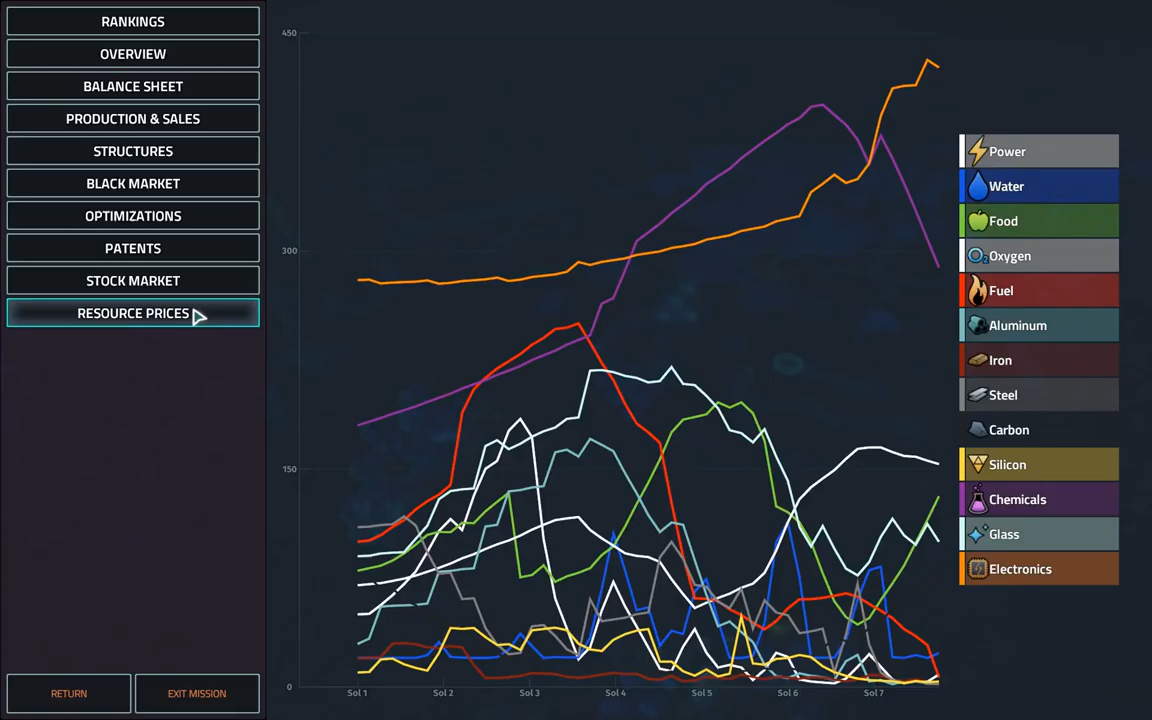 RANKINGS
OVERVIEW
BALANCE SHEET
PRODUCTION & SALES
STRUCTURES
BLACK MARKET
OPTIMIZATIONS
PATENTS
STOCK MARKET
RESOURCE PRICES
RETURN
EXIT MISSION
450
300
150
0
Sol 1 Sol 2 Sol 3 Sol 4 Sol 5 Sol 6 Sol 7
Power
Water
Food
O2 Oxygen
Fuel
Aluminum
Iron
Steel
Carbon
Silicon
Chemicals
Glass
Electronics